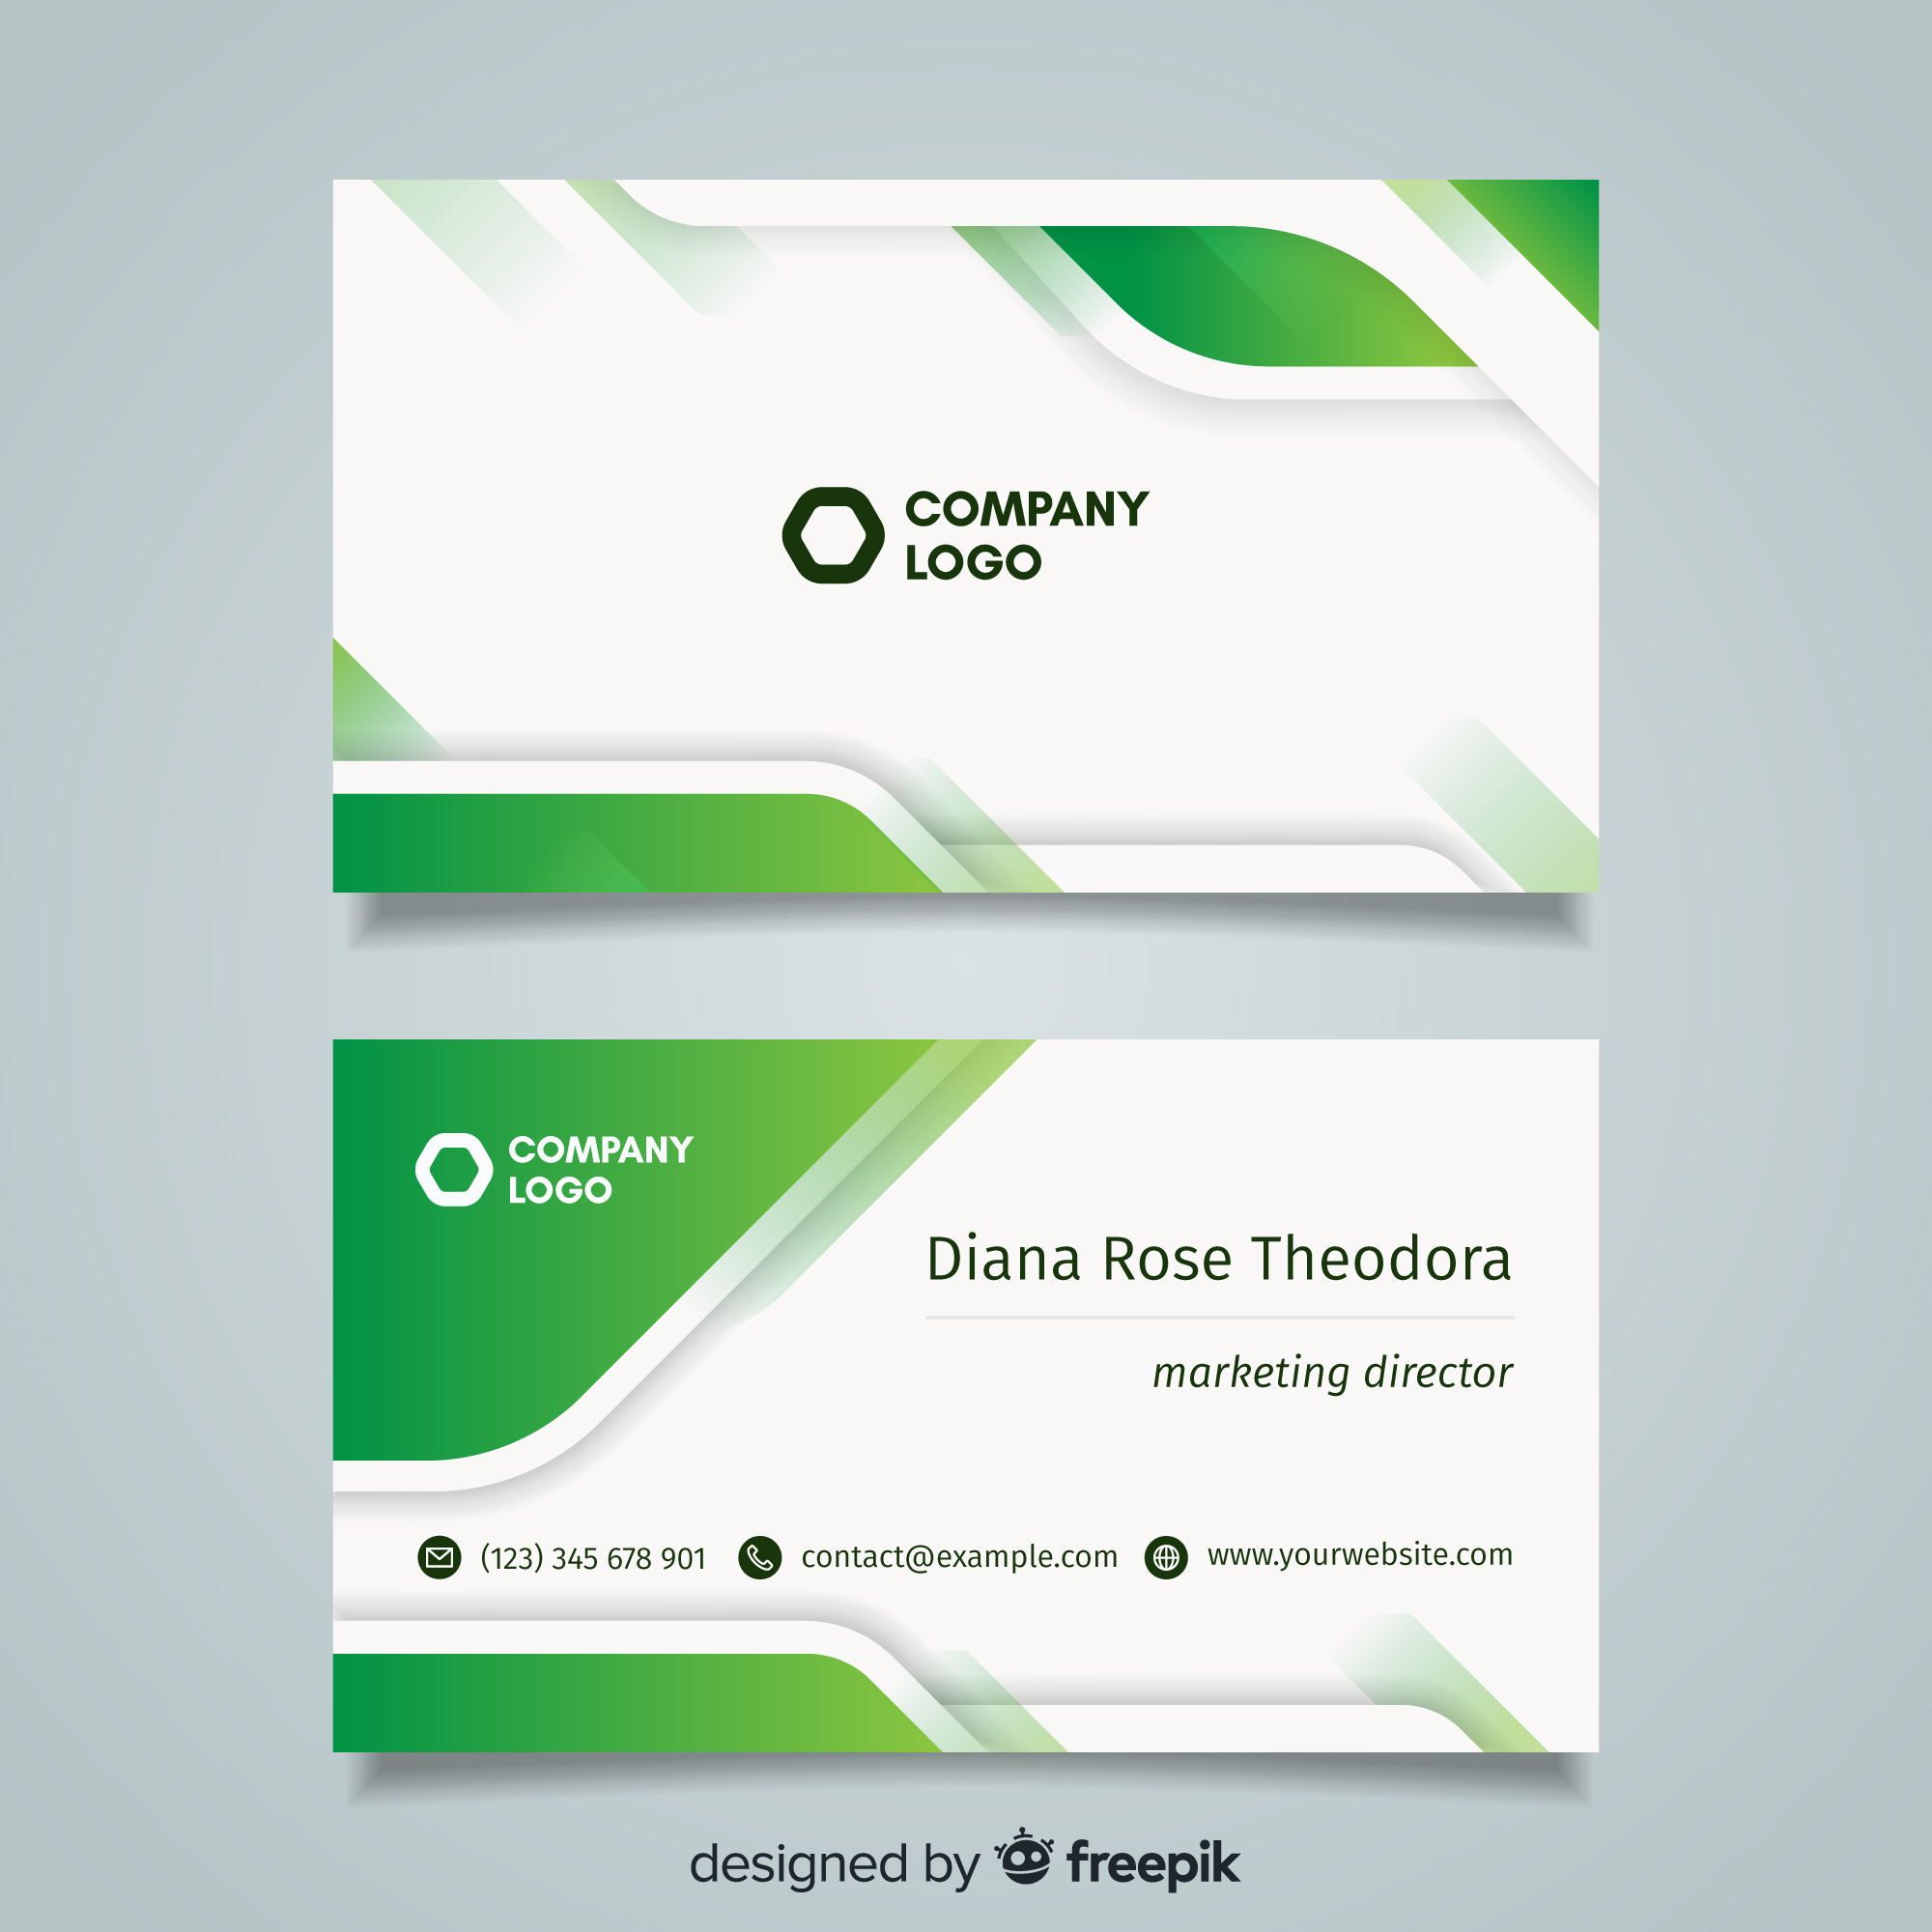 COMPANY
LOGO
COMPANY
LOGO
Diana Rose Theodora
marketing director
(123) 345 678 901 contact@example.com www.yourwebsite.com
designed by freepik